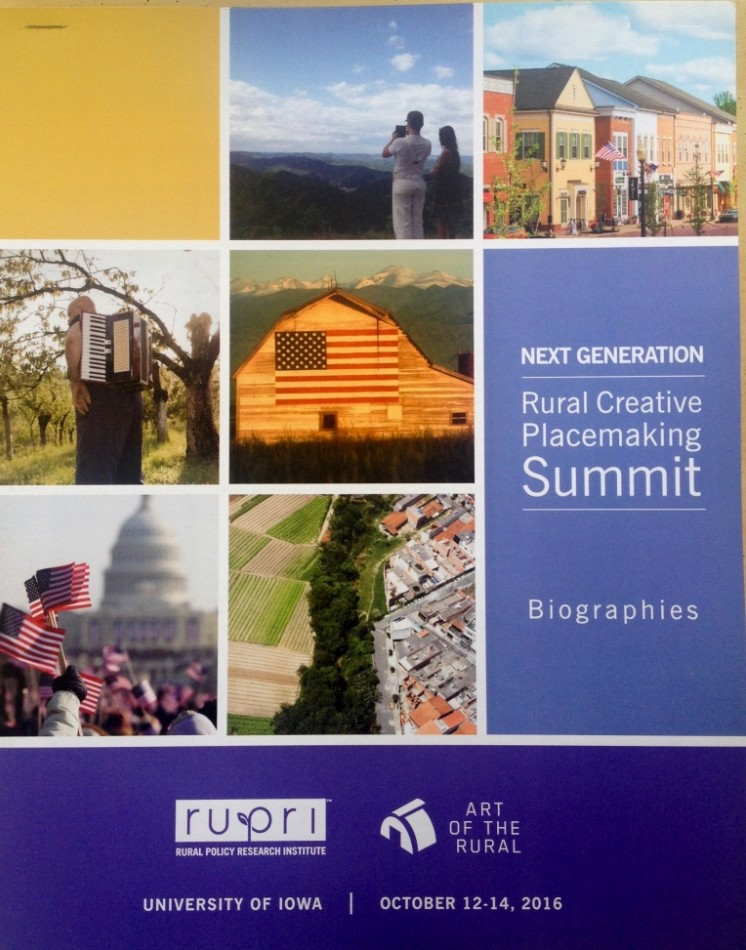 NEXT GENERATION
Rural Creative
Placemaking
Summit
Biographies
rupri™
RURAL POLICY RESEARCH INSTITUTE
ART
OF THE
RURAL
UNIVERSITY OF IOWA | OCTOBER 12-14, 2016